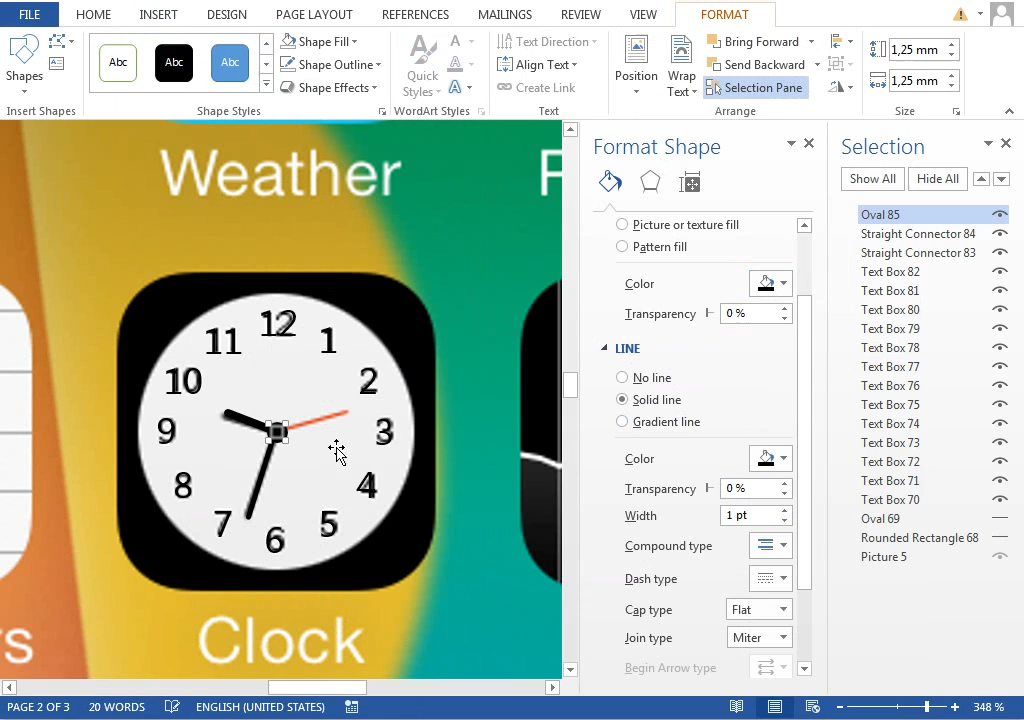 FILE HOME INSERT DESIGN PAGE LAYOUT REFERENCES MAILINGS REVIEW VIEW FORMAT
Shapes
Insert Shapes
Abc Abc Abc
Shape Fill
Shape Outline
Shape Effects
Shape Styles
Quick
Styles
A
A
A
WordArt Styles
Text Direction
Align Text
Create Link
Text
Position
Wrap
Text
Bring Forward
Send Backward
Selection Pane
Arrange
1,25 mm
1,25 mm
Size
Weather
P
12
11 1
10 2
9 3
8 4
7 5
6
rs
Clock
Format Shape
Picture or texture fill
Pattern fill
Color
Transparency 0 %
LINE
No line
Solid line
Gradient line
Color
Transparency 0 %
Width 1 pt
Compound type
Dash type
Cap type Flat
Join type Miter
Begin Arrow type
Selection
Show All Hide All
Oval 85
Straight Connector 84
Straight Connector 83
Text Box 82
Text Box 81
Text Box 80
Text Box 79
Text Box 78
Text Box 77
Text Box 76
Text Box 75
Text Box 74
Text Box 73
Text Box 72
Text Box 71
Text Box 70
Oval 69
Rounded Rectangle 68
Picture 5
PAGE 2 OF 3 20 WORDS ENGLISH (UNITED STATES) 348 %